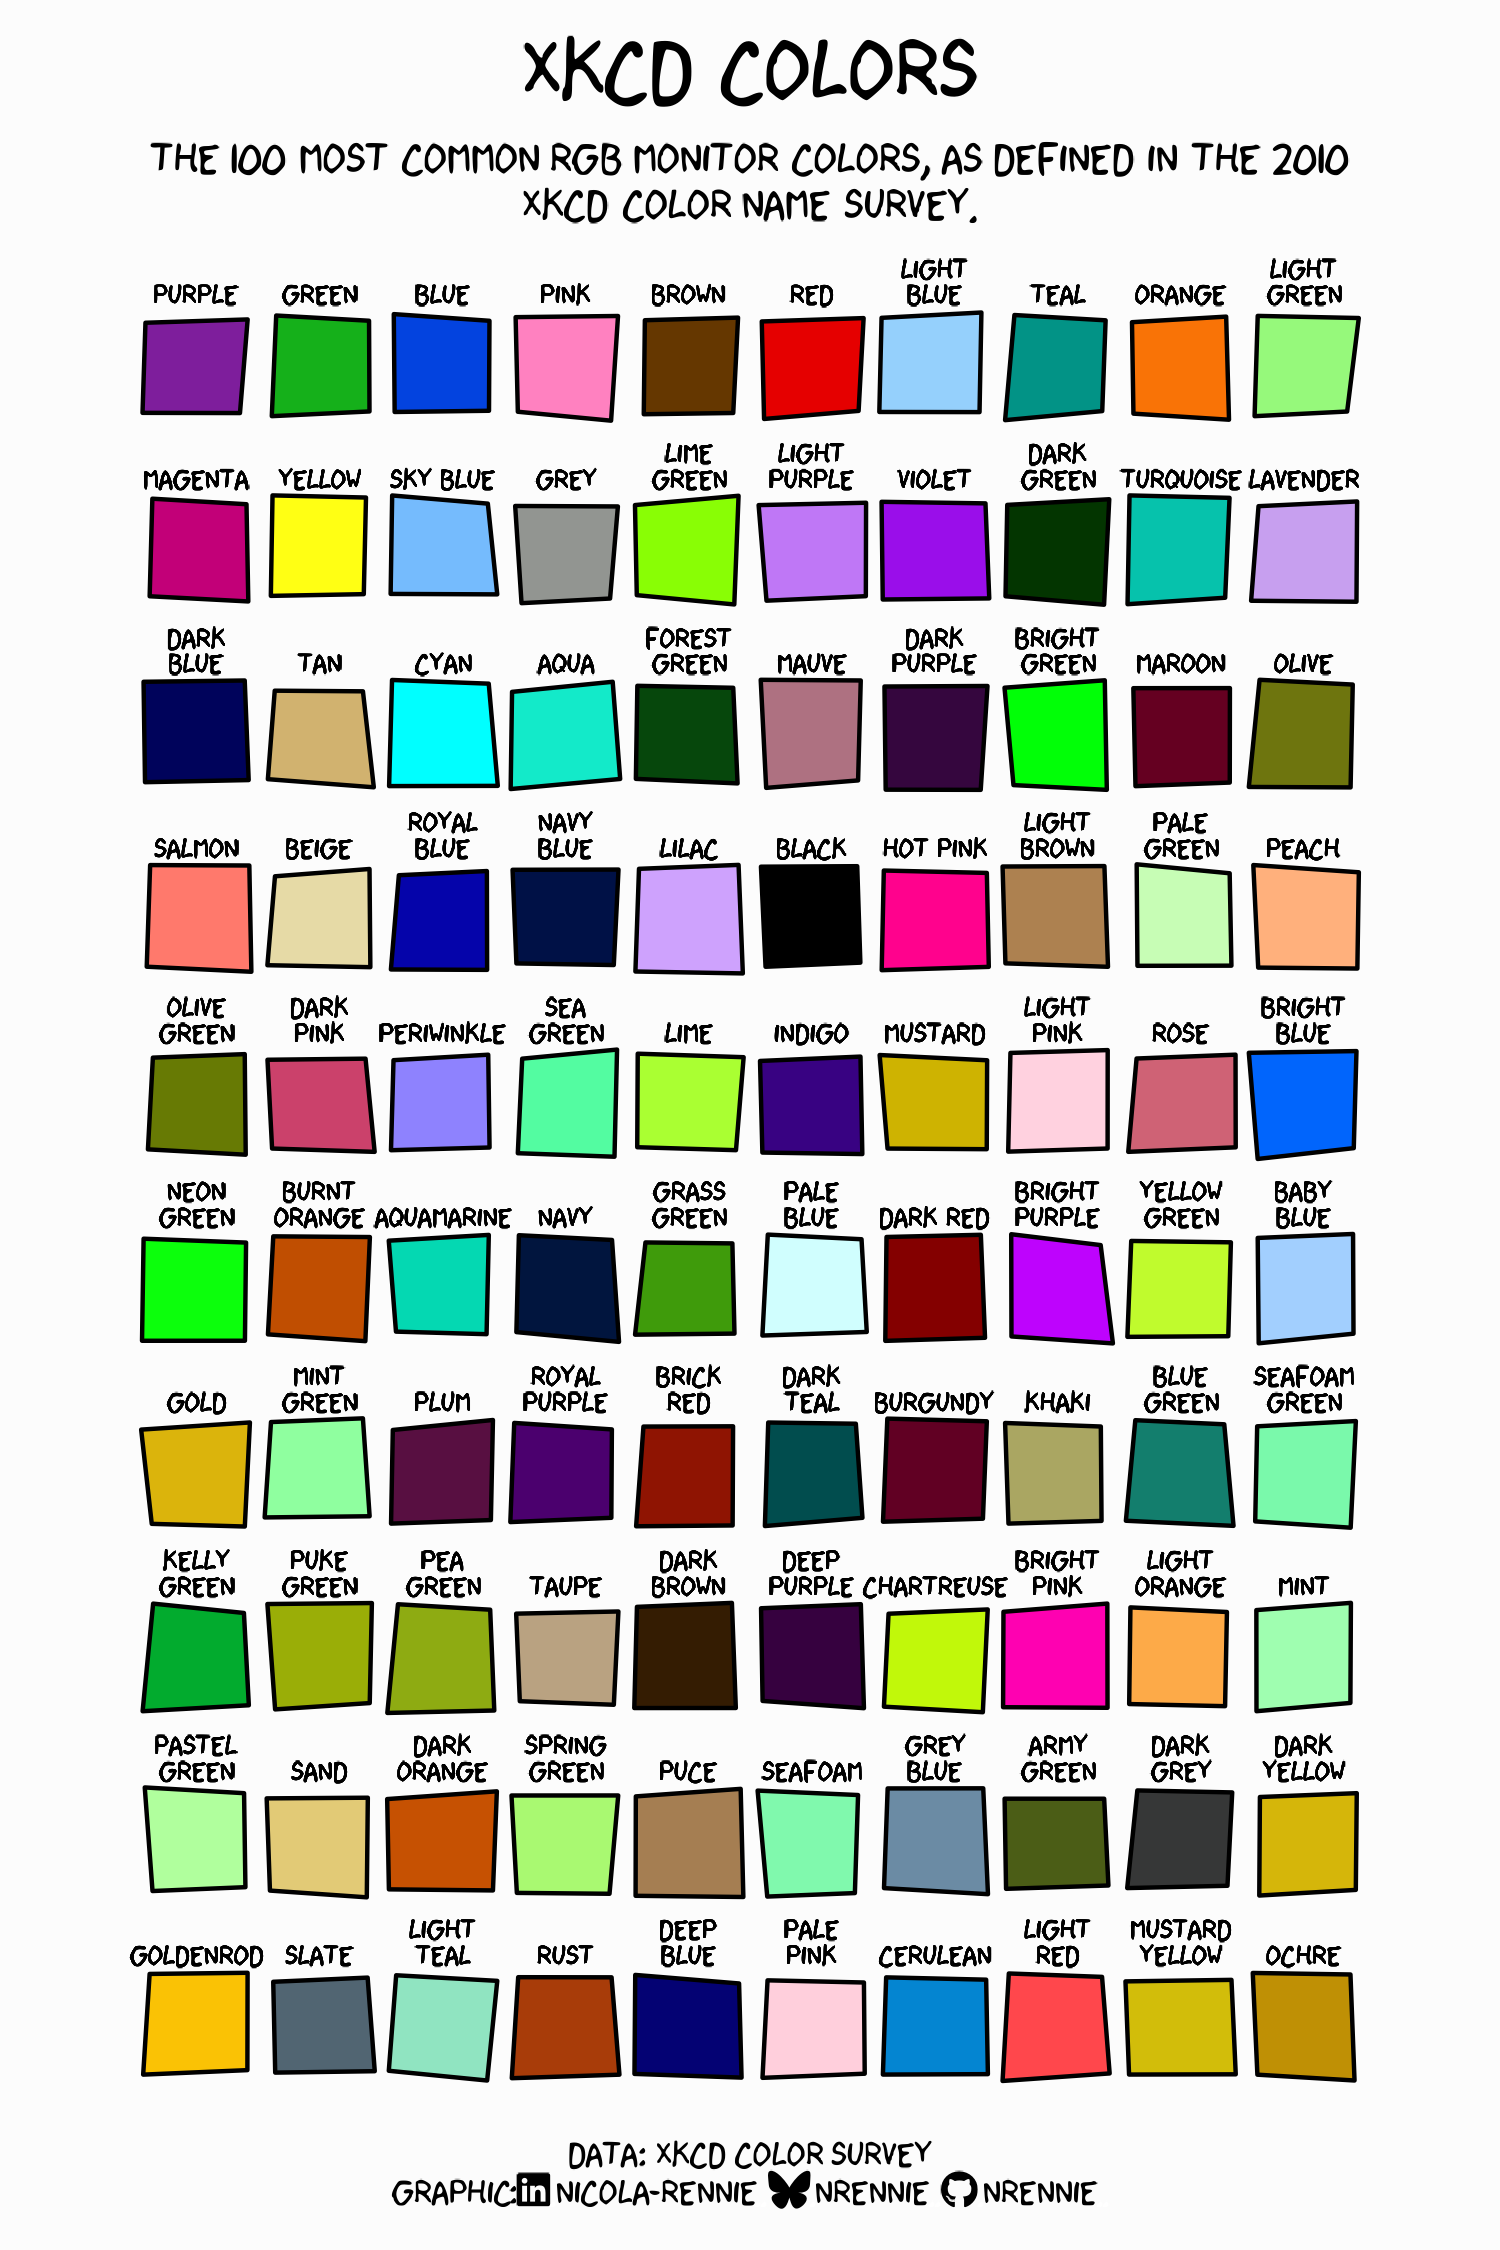 XKCD COLORS
THE 100 MOST COMMON RGB MONITOR COLORS, AS DEFINED IN THE 2010
XKCD COLOR NAME SURVEY.
PURPLE
GREEN
BLUE
PINK
BROWN
RED
LIGHT
BLUE
TEAL
ORANGE
LIGHT
GREEN
MAGENTA
YELLOW
SKY BLUE
GREY
LIME
GREEN
LIGHT
PURPLE
VIOLET
DARK
GREEN
TURQUOISE
LAVENDER
DARK
BLUE
TAN
CYAN
AQUA
FOREST
GREEN
MAUVE
DARK
PURPLE
BRIGHT
GREEN
MAROON
OLIVE
SALMON
BEIGE
ROYAL
BLUE
NAVY
BLUE
LILAC
BLACK
HOT PINK
LIGHT
BROWN
PALE
GREEN
PEACH
OLIVE
GREEN
DARK
PINK
PERIWINKLE
SEA
GREEN
LIME
INDIGO
MUSTARD
LIGHT
PINK
ROSE
BRIGHT
BLUE
NEON
GREEN
BURNT
ORANGE
AQUAMARINE
NAVY
GRASS
GREEN
PALE
BLUE
DARK RED
BRIGHT
PURPLE
YELLOW
GREEN
BABY
BLUE
GOLD
MINT
GREEN
PLUM
ROYAL
PURPLE
BRICK
RED
DARK
TEAL
BURGUNDY
KHAKI
BLUE
GREEN
SEAFOAM
GREEN
KELLY
GREEN
PUKE
GREEN
PEA
GREEN
TAUPE
DARK
BROWN
DEEP
PURPLE
CHARTREUSE
BRIGHT
PINK
LIGHT
ORANGE
MINT
PASTEL
GREEN
SAND
DARK
ORANGE
SPRING
GREEN
PUCE
SEAFOAM
GREY
BLUE
ARMY
GREEN
DARK
GREY
DARK
YELLOW
GOLDENROD
SLATE
LIGHT
TEAL
RUST
DEEP
BLUE
PALE
PINK
CERULEAN
LIGHT
RED
MUSTARD
YELLOW
OCHRE
DATA: XKCD COLOR SURVEY
GRAPHIC: in NICOLA-RENNIE NRENNIE NRENNIE